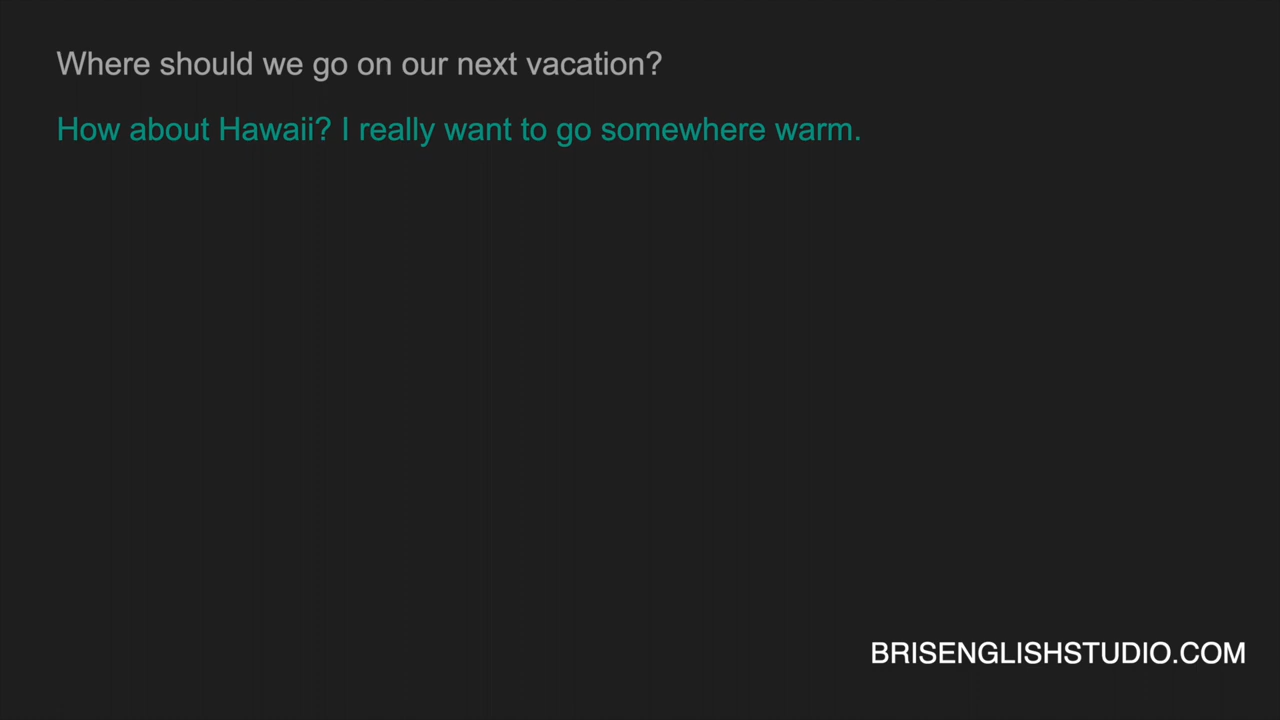 Where should we go on our next vacation?
How about Hawaii? I really want to go somewhere warm.
BRISENGLISHSTUDIO.COM